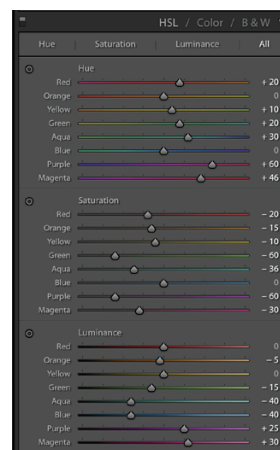 HSL / Color / B & W
Hue Saturation Luminance All
Hue
Red + 20
Orange 0
Yellow + 10
Green + 20
Aqua + 30
Blue 0
Purple + 60
Magenta + 46
Saturation
Red − 20
Orange − 15
Yellow − 10
Green − 60
Aqua − 36
Blue 0
Purple − 60
Magenta − 30
Luminance
Red 0
Orange − 5
Yellow 0
Green − 15
Aqua − 40
Blue − 40
Purple + 25
Magenta + 30